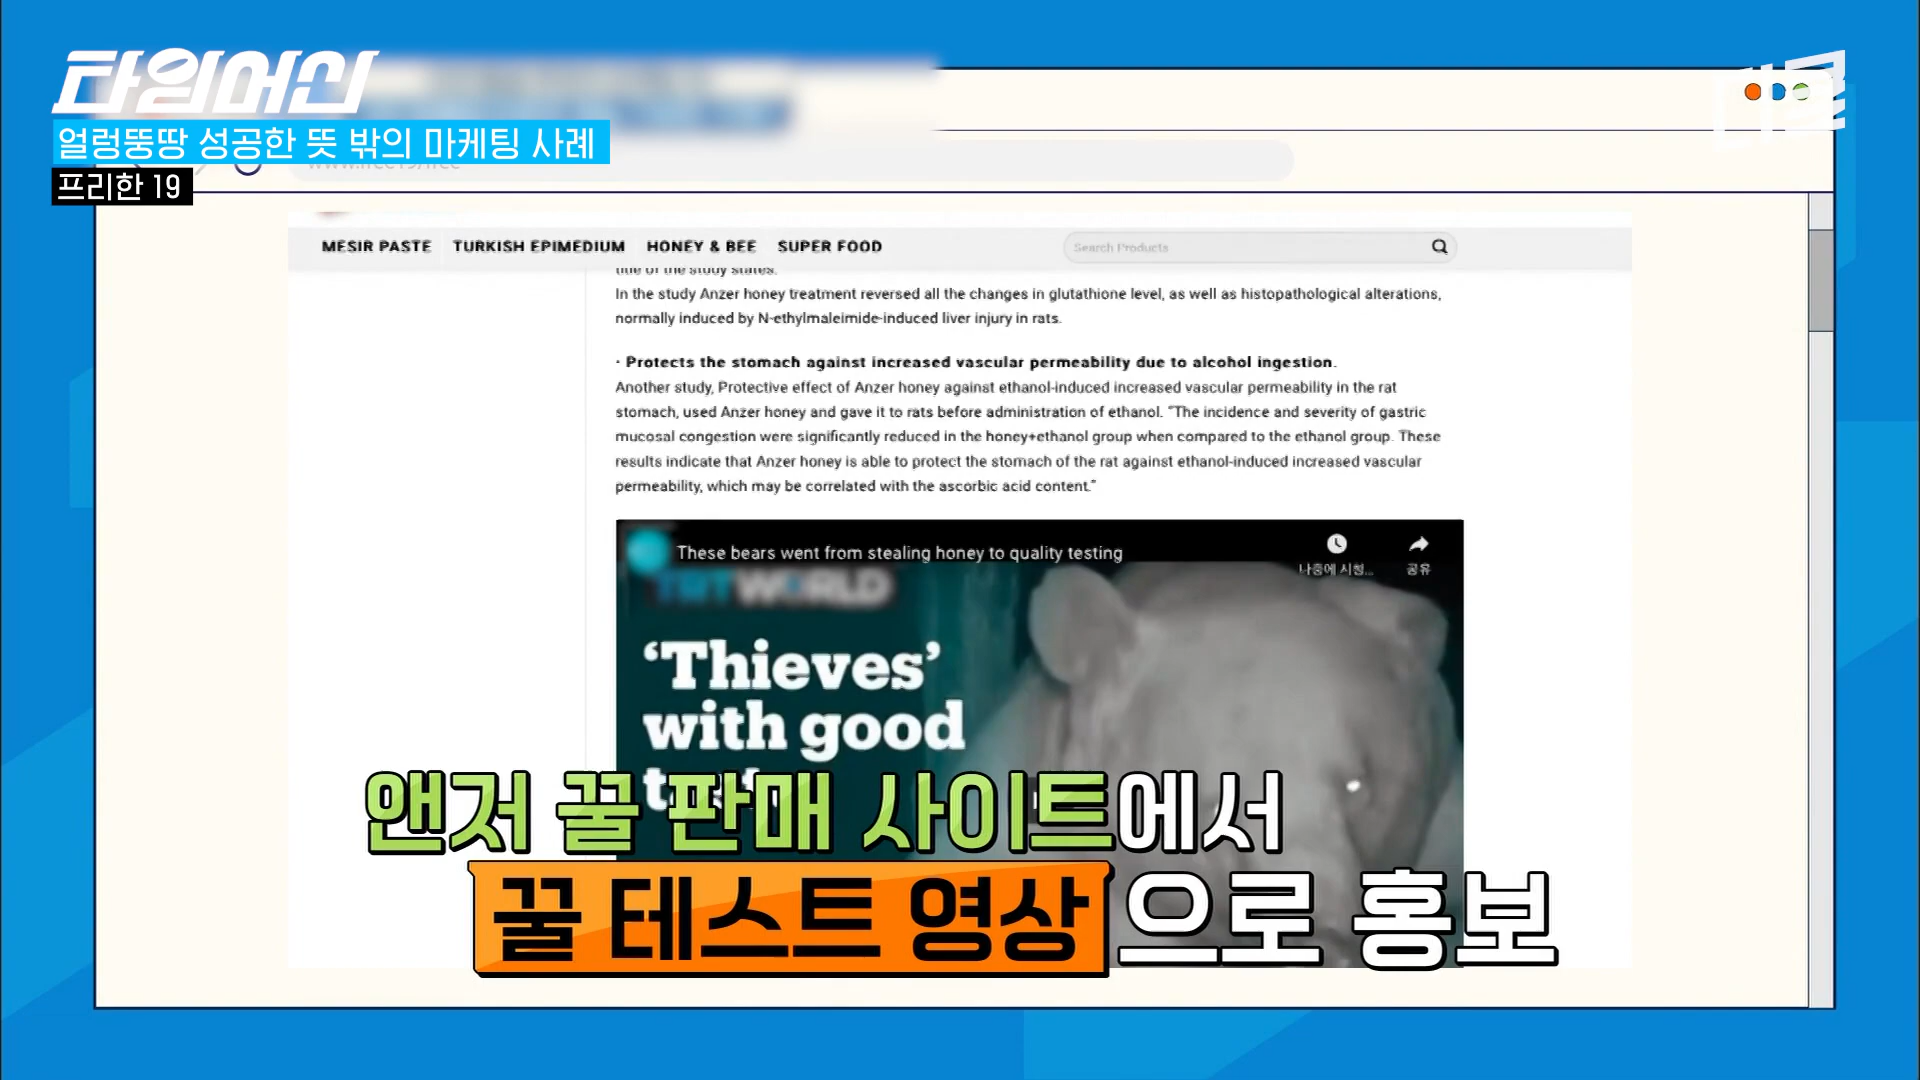 타임머신
얼렁뚱땅 성공한 뜻 밖의 마케팅 사례
프리한 19
디글
MESIR PASTE TURKISH EPIMEDIUM HONEY & BEE SUPER FOOD Search Products
title of the study states.
In the study Anzer honey treatment reversed all the changes in glutathione level, as well as histopathological alterations,
normally induced by N-ethylmaleimide-induced liver injury in rats.
· Protects the stomach against increased vascular permeability due to alcohol ingestion.
Another study, Protective effect of Anzer honey against ethanol-induced increased vascular permeability in the rat
stomach, used Anzer honey and gave it to rats before administration of ethanol. “The incidence and severity of gastric
mucosal congestion were significantly reduced in the honey+ethanol group when compared to the ethanol group. These
results indicate that Anzer honey is able to protect the stomach of the rat against ethanol-induced increased vascular
permeability, which may be correlated with the ascorbic acid content.”
These bears went from stealing honey to quality testing
나중에 시청... 공유
TRT WORLD
‘Thieves’
with good
앤저 꿀 판매 사이트에서
꿀 테스트 영상으로 홍보